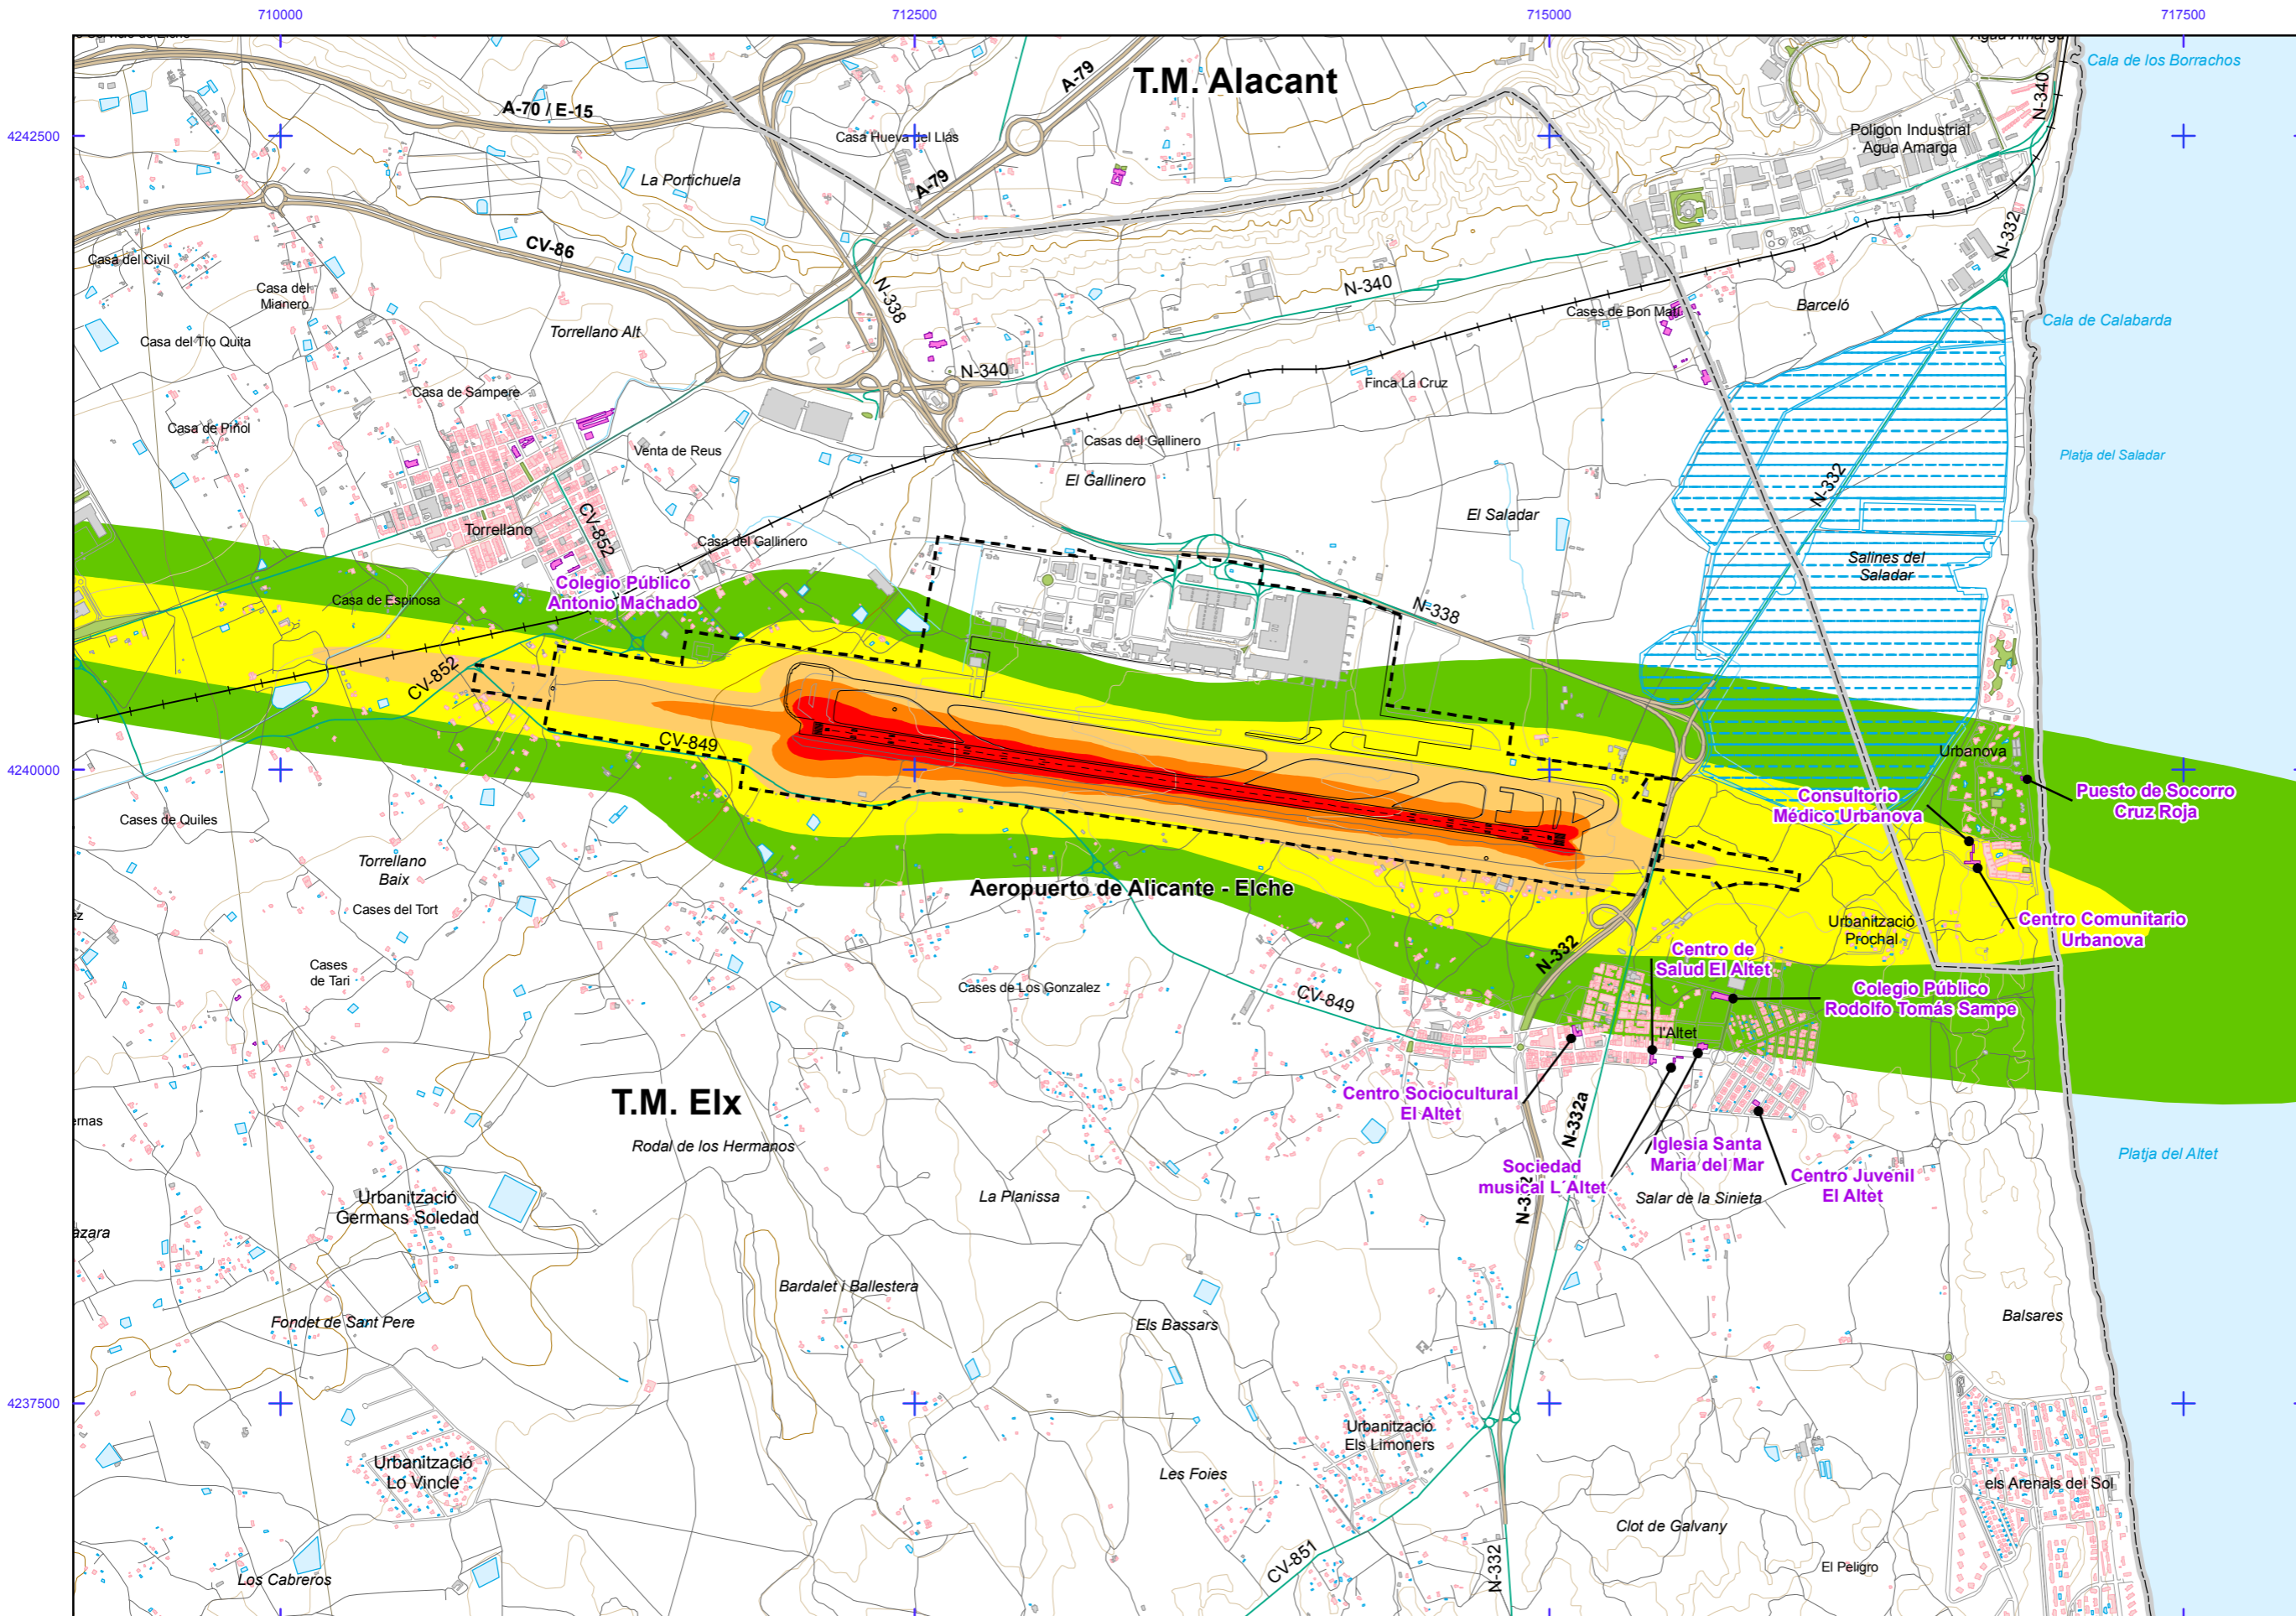 710000
712500
715000
717500
4242500
4240000
4237500
T.M. Alacant
Cala de los Borrachos
A-79
N-340
A-70 / E-15
Casa Hueva del Llás
Poligon Industrial
Agua Amarga
La Portichuela
A-79
N-332
CV-86
Casa del Civil
Casa del
Mianero
N-338
N-340
Cases de Bon Matí
Barceló
Cala de Calabarda
Torrellano Alt
Casa del Tío Quita
N-340
Finca La Cruz
Casa de Sampere
Casa de Piñol
Venta de Reus
Casas del Gallinero
El Gallinero
Platja del Saladar
N-332
El Saladar
Torrellano
CV-852
Casa del Gallinero
Salines del
Saladar
Colegio Público
Antonio Machado
Casa de Espinosa
N-338
CV-852
CV-849
Urbanova
Consultorio
Médico Urbanova
Puesto de Socorro
Cruz Roja
Cases de Quiles
Torrellano
Baix
Aeropuerto de Alicante - Elche
Cases del Tort
Urbanització
Prochal
Centro Comunitario
Urbanova
N-332
Centro de
Salud El Altet
Cases
de Tari
Cases de Los Gonzalez
CV-849
Colegio Público
Rodolfo Tomás Sampe
l'Altet
T.M. Elx
Centro Sociocultural
El Altet
N-332a
Rodal de los Hermanos
Iglesia Santa
Maria del Mar
Sociedad
musical L´Altet
Centro Juvenil
El Altet
Platja del Altet
N-332
Salar de la Sinieta
La Planissa
Urbanització
Germans Soledad
Bardalet i Ballestera
Fondet de Sant Pere
Els Bassars
Balsares
Urbanització
Els Limoners
Urbanització
Lo Vincle
Les Foies
els Arenals del Sol
Clot de Galvany
CV-851
N-332
El Peligro
Los Cabreros